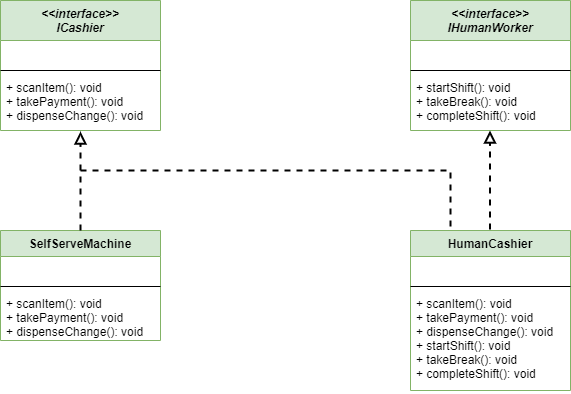 <<interface>>
ICashier
+ scanItem(): void
+ takePayment(): void
+ dispenseChange(): void
<<interface>>
IHumanWorker
+ startShift(): void
+ takeBreak(): void
+ completeShift(): void
SelfServeMachine
+ scanItem(): void
+ takePayment(): void
+ dispenseChange(): void
HumanCashier
+ scanItem(): void
+ takePayment(): void
+ dispenseChange(): void
+ startShift(): void
+ takeBreak(): void
+ completeShift(): void